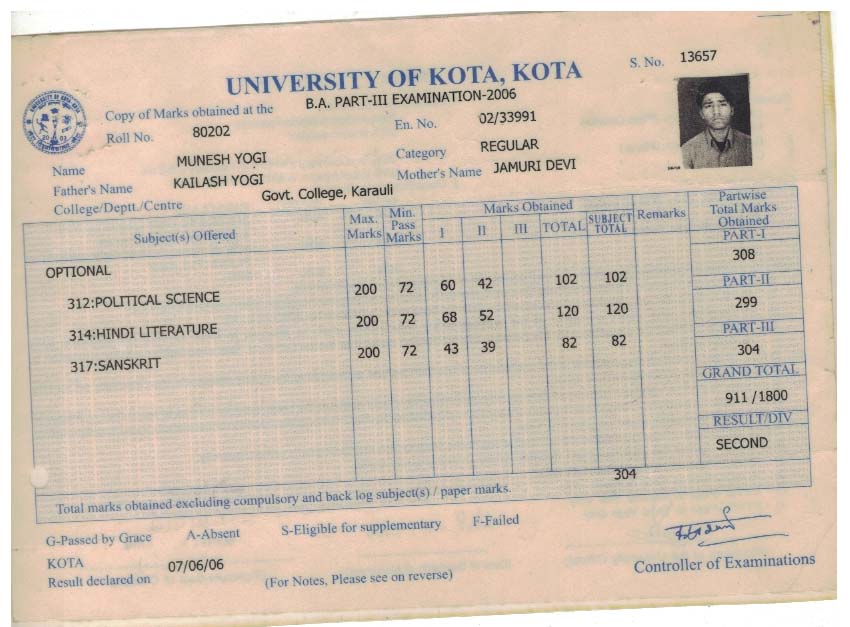 UNIVERSITY OF KOTA, KOTA
S. No. 13657
Copy of Marks obtained at the B.A. PART-III EXAMINATION-2006
Roll No. 80202 En. No. 02/33991
Name MUNESH YOGI Category REGULAR
Father's Name KAILASH YOGI Mother's Name JAMURI DEVI
College/Deptt./Centre Govt. College, Karauli
Subject(s) Offered Max. Marks Min. Pass Marks Marks Obtained I II III TOTAL SUBJECT TOTAL Remarks Partwise Total Marks Obtained
OPTIONAL
312:POLITICAL SCIENCE 200 72 60 42 102 102
314:HINDI LITERATURE 200 72 68 52 120 120
317:SANSKRIT 200 72 43 39 82 82
PART-I
308
PART-II
299
PART-III
304
GRAND TOTAL
911 /1800
RESULT/DIV
SECOND
Total marks obtained excluding compulsory and back log subject(s) / paper marks. 304
G-Passed by Grace A-Absent S-Eligible for supplementary F-Failed
KOTA
Result declared on 07/06/06 (For Notes, Please see on reverse)
Controller of Examinations